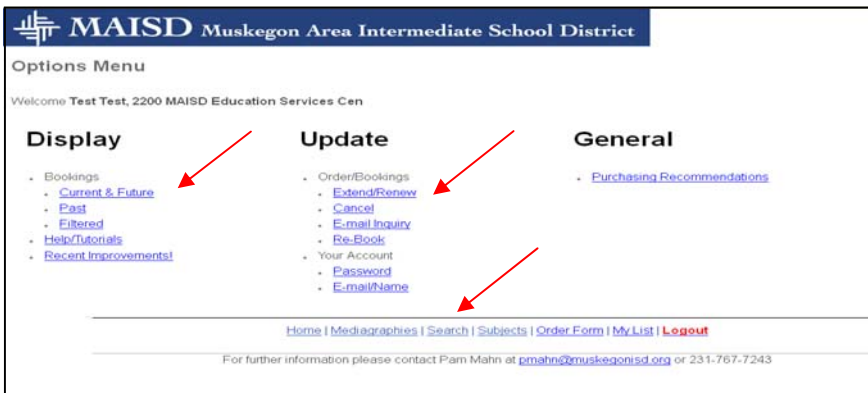 MAISD Muskegon Area Intermediate School District
Options Menu
Welcome Test Test, 2200 MAISD Education Services Cen
Display
Bookings
Current & Future
Past
Filtered
Help/Tutorials
Recent Improvements!
Update
Order/Bookings
Extend/Renew
Cancel
E-mail Inquiry
Re-Book
Your Account
Password
E-mail/Name
General
Purchasing Recommendations
Home | Mediagraphies | Search | Subjects | Order Form | My List | Logout
For further information please contact Pam Mahn at pmahn@muskegonisd.org or 231-767-7243